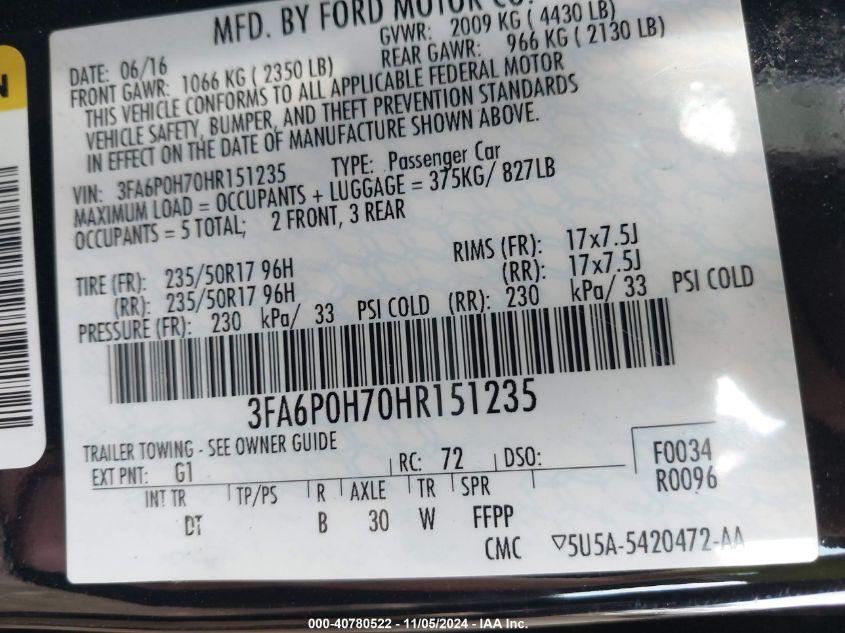 MFD. BY FORD MOTOR CO.
DATE: 06/16 GVWR: 2009 KG ( 4430 LB)
FRONT GAWR: 1066 KG ( 2350 LB) REAR GAWR: 966 KG ( 2130 LB)
THIS VEHICLE CONFORMS TO ALL APPLICABLE FEDERAL MOTOR
VEHICLE SAFETY, BUMPER, AND THEFT PREVENTION STANDARDS
IN EFFECT ON THE DATE OF MANUFACTURE SHOWN ABOVE.
VIN: 3FA6P0H70HR151235 TYPE: Passenger Car
MAXIMUM LOAD = OCCUPANTS + LUGGAGE = 375KG/ 827LB
OCCUPANTS = 5 TOTAL; 2 FRONT, 3 REAR
TIRE (FR): 235/50R17 96H RIMS (FR): 17x7.5J
(RR): 235/50R17 96H (RR): 17x7.5J
PRESSURE (FR): 230 kPa/ 33 PSI COLD (RR): 230 kPa/ 33 PSI COLD
3FA6P0H70HR151235
TRAILER TOWING - SEE OWNER GUIDE
EXT PNT: G1 RC: 72 DSO: F0034
R0096
INT TR TP/PS R AXLE TR SPR
DT B 30 W FFPP
CMC ▽5U5A-5420472-AA
000-40780522 - 11/05/2024 - IAA Inc.